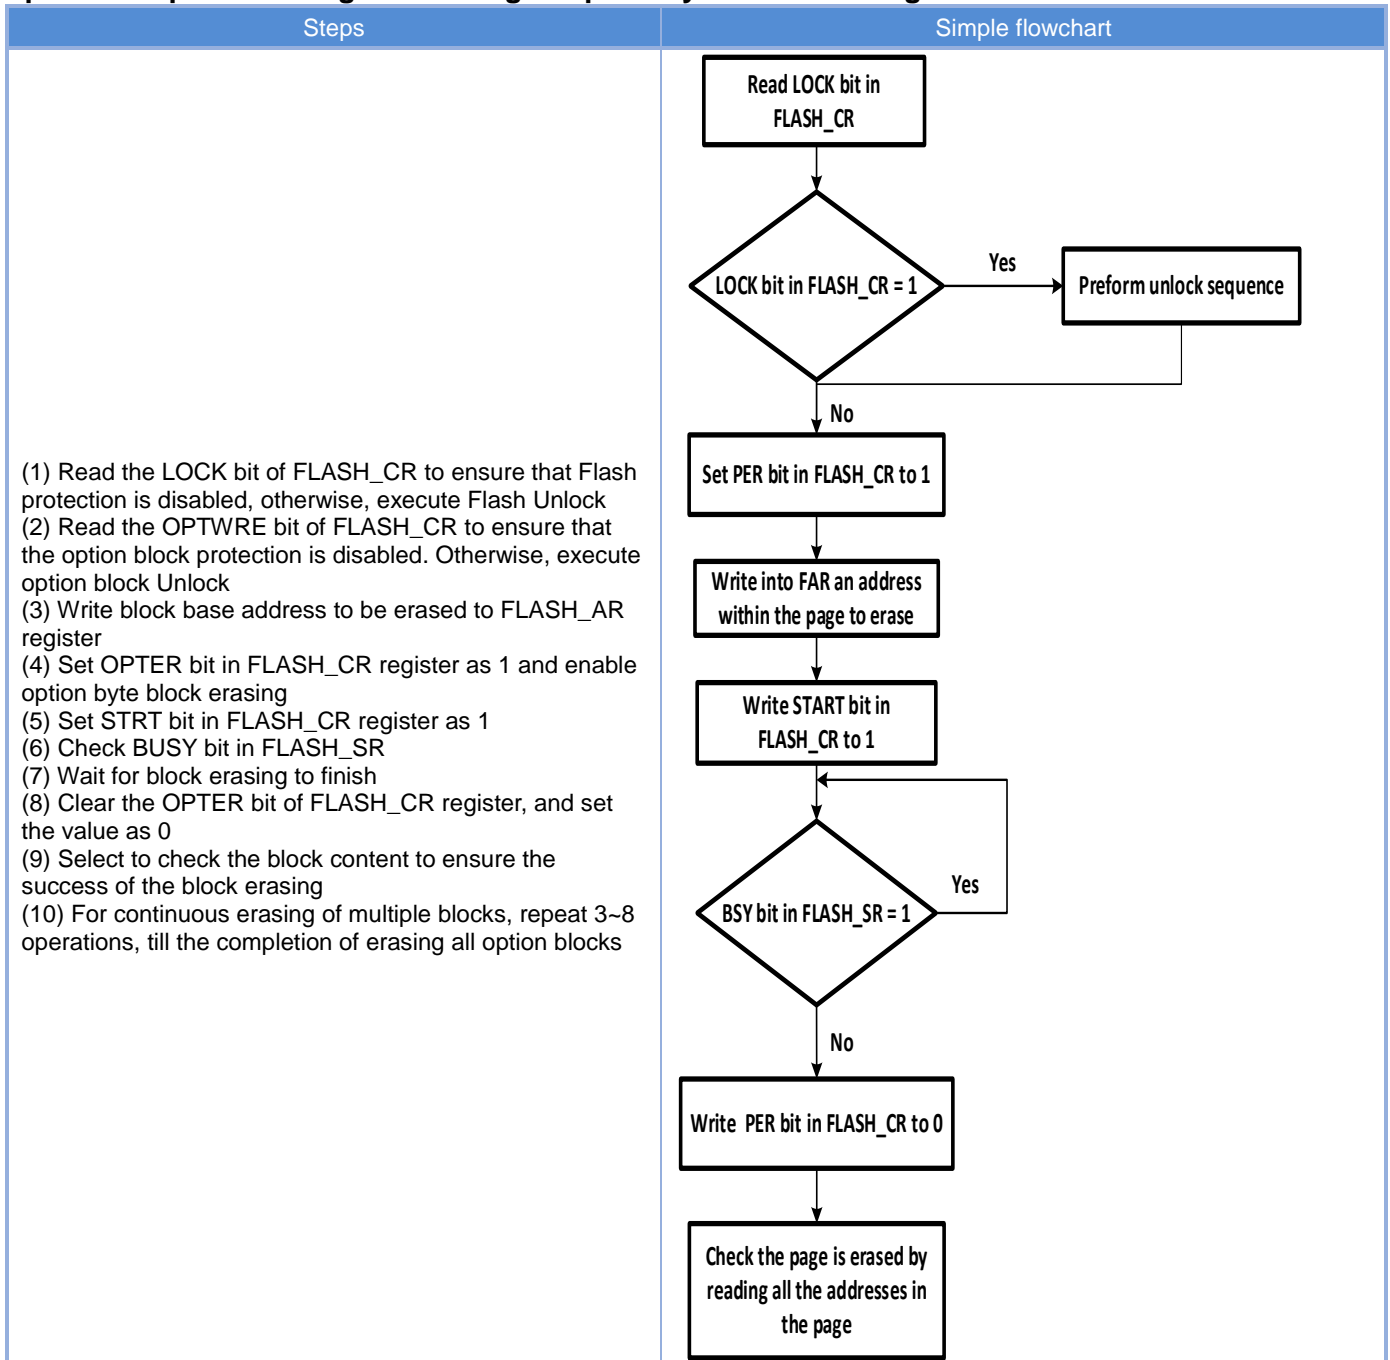 Steps
Simple flowchart
(1) Read the LOCK bit of FLASH_CR to ensure that Flash
protection is disabled, otherwise, execute Flash Unlock
(2) Read the OPTWRE bit of FLASH_CR to ensure that
the option block protection is disabled. Otherwise, execute
option block Unlock
(3) Write block base address to be erased to FLASH_AR
register
(4) Set OPTER bit in FLASH_CR register as 1 and enable
option byte block erasing
(5) Set STRT bit in FLASH_CR register as 1
(6) Check BUSY bit in FLASH_SR
(7) Wait for block erasing to finish
(8) Clear the OPTER bit of FLASH_CR register, and set
the value as 0
(9) Select to check the block content to ensure the
success of the block erasing
(10) For continuous erasing of multiple blocks, repeat 3~8
operations, till the completion of erasing all option blocks
Read LOCK bit in
FLASH_CR
LOCK bit in FLASH_CR = 1
Yes
Preform unlock sequence
No
Set PER bit in FLASH_CR to 1
Write into FAR an address
within the page to erase
Write START bit in
FLASH_CR to 1
BSY bit in FLASH_SR = 1
Yes
No
Write PER bit in FLASH_CR to 0
Check the page is erased by
reading all the addresses in
the page